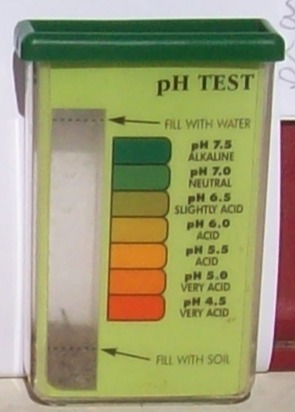 pH TEST
FILL WITH WATER
pH 7.5
ALKALINE
pH 7.0
NEUTRAL
pH 6.5
SLIGHTLY ACID
pH 6.0
ACID
pH 5.5
ACID
pH 5.0
VERY ACID
pH 4.5
VERY ACID
FILL WITH SOIL